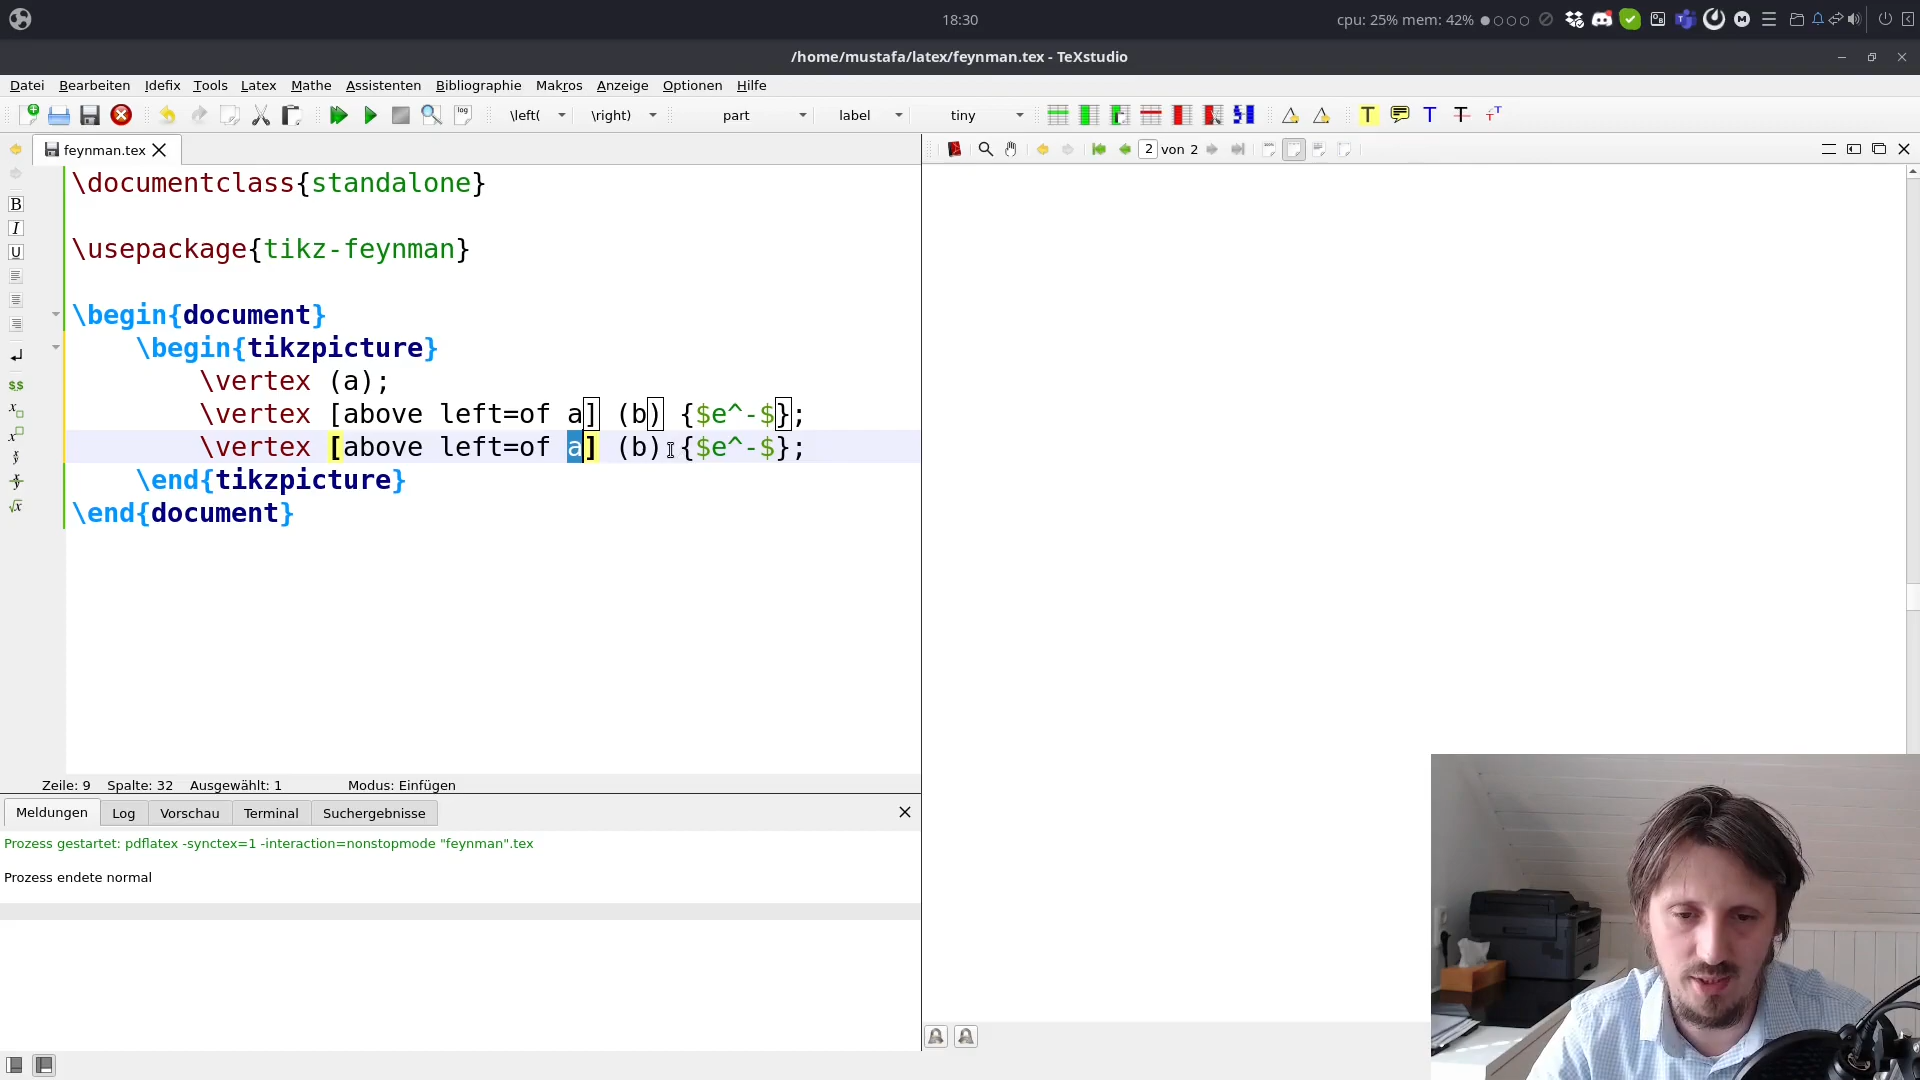 18:30
cpu: 25% mem: 42%
/home/mustafa/latex/feynman.tex - TeXstudio
Datei Bearbeiten Idefix Tools Latex Mathe Assistenten Bibliographie Makros Anzeige Optionen Hilfe
\left( \right) part label tiny
feynman.tex
2 von 2
\documentclass{standalone}
\usepackage{tikz-feynman}
\begin{document}
\begin{tikzpicture}
\vertex (a);
\vertex [above left=of a] (b) {$e^-$};
\vertex [above left=of a] (b) {$e^-$};
\end{tikzpicture}
\end{document}
Zeile: 9 Spalte: 32 Ausgewählt: 1 Modus: Einfügen
Meldungen Log Vorschau Terminal Suchergebnisse
Prozess gestartet: pdflatex -synctex=1 -interaction=nonstopmode "feynman".tex
Prozess endete normal